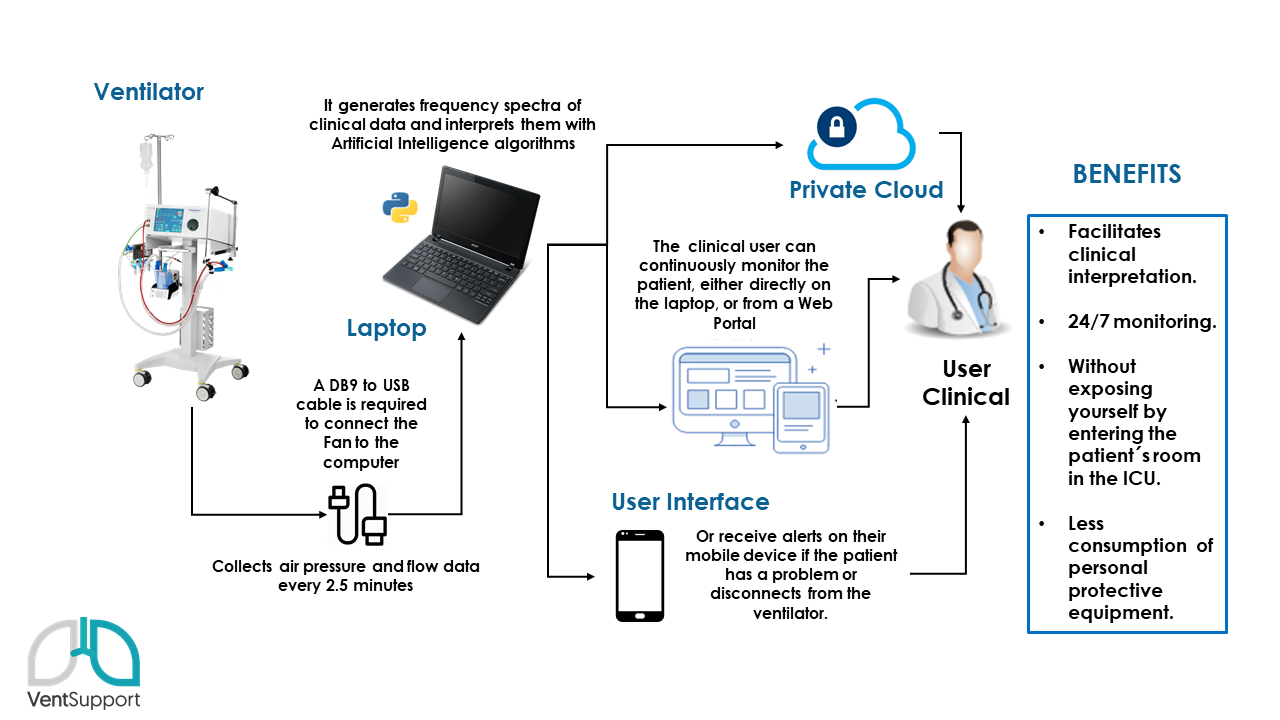 Ventilator
It generates frequency spectra of
clinical data and interprets them with
Artificial Intelligence algorithms
Laptop
A DB9 to USB
cable is required
to connect the
Fan to the
computer
Collects air pressure and flow data
every 2.5 minutes
Private Cloud
The clinical user can
continuously monitor the
patient, either directly on
the laptop, or from a Web
Portal
User Interface
Or receive alerts on their
mobile device if the patient
has a problem or
disconnects from the
ventilator.
User
Clinical
BENEFITS
• Facilitates
clinical
interpretation.
• 24/7 monitoring.
• Without
exposing
yourself by
entering the
patient´s room
in the ICU.
• Less
consumption of
personal
protective
equipment.
VentSupport